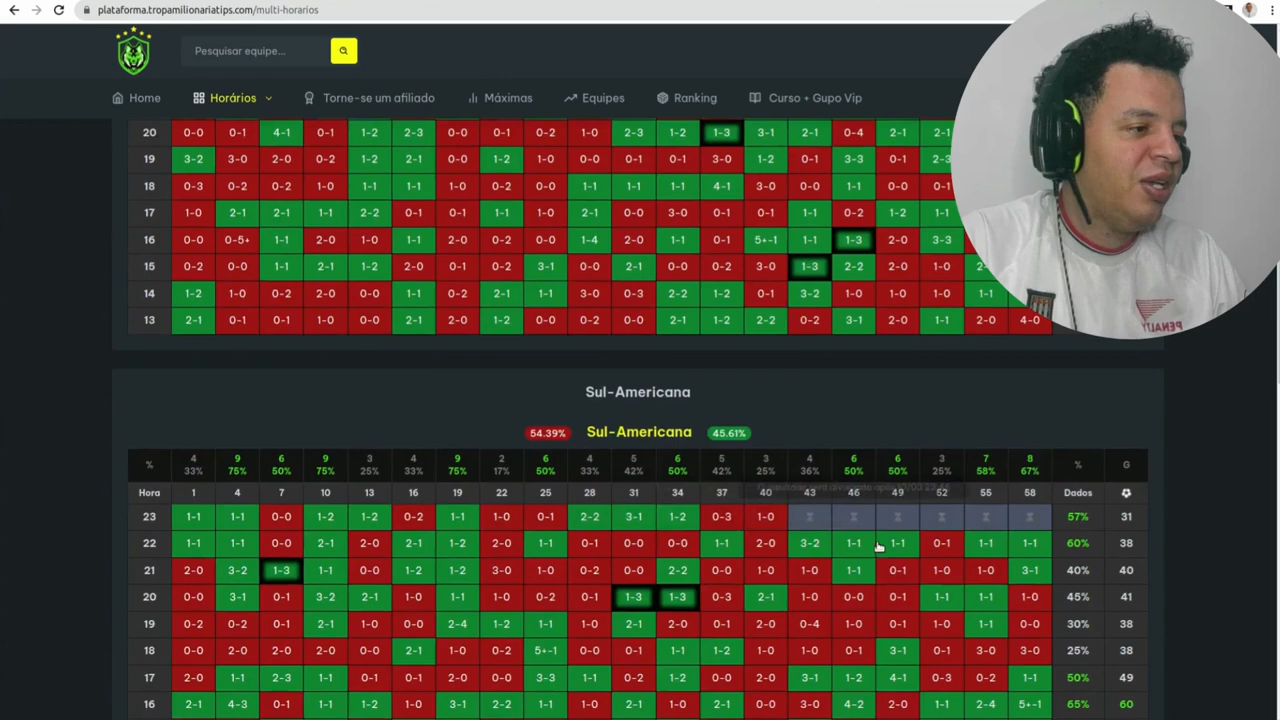 plataforma.tropamilionariatips.com/multi-horarios
Pesquisar equipe...
Home Horários Torne-se um afiliado Máximas Equipes Ranking Curso + Gupo Vip
20 0-0 0-1 4-1 0-1 1-2 2-3 0-0 0-1 0-2 1-0 2-3 1-2 1-3 3-1 2-1 0-4 2-1 2-1
19 3-2 3-0 2-0 0-2 1-2 2-1 0-0 1-2 1-0 0-0 0-1 0-1 3-0 1-2 0-1 3-3 0-1 2-3
18 0-3 0-2 0-2 1-0 1-1 1-1 1-0 0-2 0-0 1-1 1-1 1-1 4-1 3-0 0-0 1-1 0-0 0-1
17 1-0 2-1 2-1 1-1 2-2 0-1 0-1 1-1 1-0 2-1 0-0 3-0 0-1 0-1 1-1 0-2 1-2 1-1
16 0-0 0-5+ 1-1 2-0 1-0 1-1 2-0 0-2 0-0 1-4 2-0 1-1 0-1 5+-1 1-1 1-3 2-0 3-3
15 0-2 0-0 1-1 2-1 1-2 2-0 0-1 0-2 3-1 0-0 2-1 0-0 0-2 3-0 1-3 2-2 2-0 1-0
14 1-2 1-0 0-2 2-0 0-0 1-1 0-2 2-1 1-1 3-0 0-3 2-2 1-2 0-1 3-2 1-0 1-0 0-0 1-1
13 2-1 0-1 0-1 1-0 0-0 2-1 2-0 1-2 0-0 0-2 0-0 2-1 1-2 2-2 0-2 3-1 2-0 1-1 2-0 4-0
Sul-Americana
54.39% Sul-Americana 45.61%
% 4 9 6 9 3 4 9 2 6 4 5 6 5 3 4 6 6 3 7 8 % G
33% 75% 50% 75% 25% 33% 75% 17% 50% 33% 42% 50% 42% 25% 36% 50% 50% 25% 58% 67%
Hora 1 4 7 10 13 16 19 22 25 28 31 34 37 40 43 46 49 52 55 58 Dados
23 1-1 1-1 0-0 1-2 1-2 0-2 1-1 1-0 0-1 2-2 3-1 1-2 0-3 1-0 57% 31
22 1-1 1-1 0-0 2-1 2-0 2-1 1-2 2-0 1-1 0-1 0-0 0-0 1-1 2-0 3-2 1-1 1-1 0-1 1-1 1-1 60% 38
21 2-0 3-2 1-3 1-1 0-0 1-2 1-2 3-0 1-0 0-2 0-0 2-2 0-0 0-1 1-0 1-1 0-1 1-0 1-0 3-1 40% 40
20 0-0 3-1 0-1 3-2 2-1 1-0 1-1 1-0 0-2 0-1 1-3 1-3 0-3 2-1 1-0 0-0 0-1 1-1 1-1 1-0 45% 41
19 0-2 0-2 0-1 2-1 1-0 0-0 2-4 1-2 1-1 1-0 2-1 2-0 0-1 2-0 0-4 1-0 0-1 1-0 1-1 0-0 30% 38
18 0-0 2-0 2-0 2-0 0-0 2-1 1-0 0-2 5+-1 0-0 0-1 1-1 1-2 1-0 1-0 0-1 3-1 0-1 3-0 3-0 25% 38
17 2-0 1-1 2-3 1-1 0-1 0-1 2-0 0-0 3-3 1-1 0-2 1-2 0-0 2-0 3-1 1-2 4-1 0-3 0-2 1-1 50% 49
16 2-1 4-3 0-1 1-1 1-2 0-2 3-1 2-2 1-1 0-1 2-1 1-0 2-1 0-0 3-0 4-2 2-0 1-1 2-4 5+-1 65% 60
PENALTY